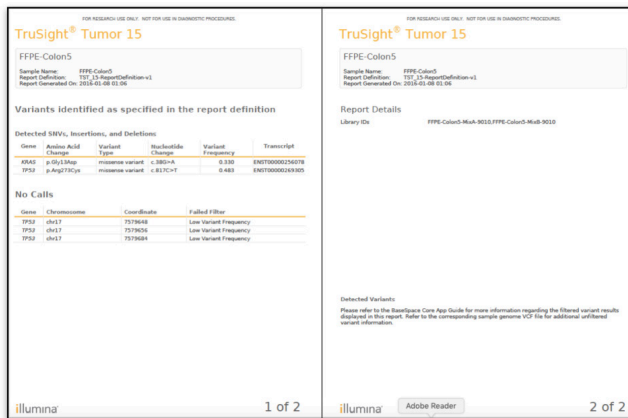 FOR RESEARCH USE ONLY. NOT FOR USE IN DIAGNOSTIC PROCEDURES.
TruSight® Tumor 15
FFPE-Colon5
Sample Name: FFPE-Colon5
Report Definition: TST_15-ReportDefinition-v1
Report Generated On: 2016-01-08 01:06
Variants identified as specified in the report definition
Detected SNVs, Insertions, and Deletions
Gene Amino Acid Change Variant Type Nucleotide Change Variant Frequency Transcript
KRAS p.Gly13Asp missense variant c.38G>A 0.330 ENST00000256078
TP53 p.Arg273Cys missense variant c.817C>T 0.483 ENST00000269305
No Calls
Gene Chromosome Coordinate Failed Filter
TP53 chr17 7579648 Low Variant Frequency
TP53 chr17 7579656 Low Variant Frequency
TP53 chr17 7579684 Low Variant Frequency
illumina
1 of 2
FOR RESEARCH USE ONLY. NOT FOR USE IN DIAGNOSTIC PROCEDURES.
TruSight® Tumor 15
FFPE-Colon5
Sample Name: FFPE-Colon5
Report Definition: TST_15-ReportDefinition-v1
Report Generated On: 2016-01-08 01:06
Report Details
Library IDs FFPE-Colon5-MixA-9010,FFPE-Colon5-MixB-9010
Detected Variants
Please refer to the BaseSpace Core App Guide for more information regarding the filtered variant results
displayed in this report. Refer to the corresponding sample genome VCF file for additional unfiltered
variant information.
illumina
Adobe Reader
2 of 2